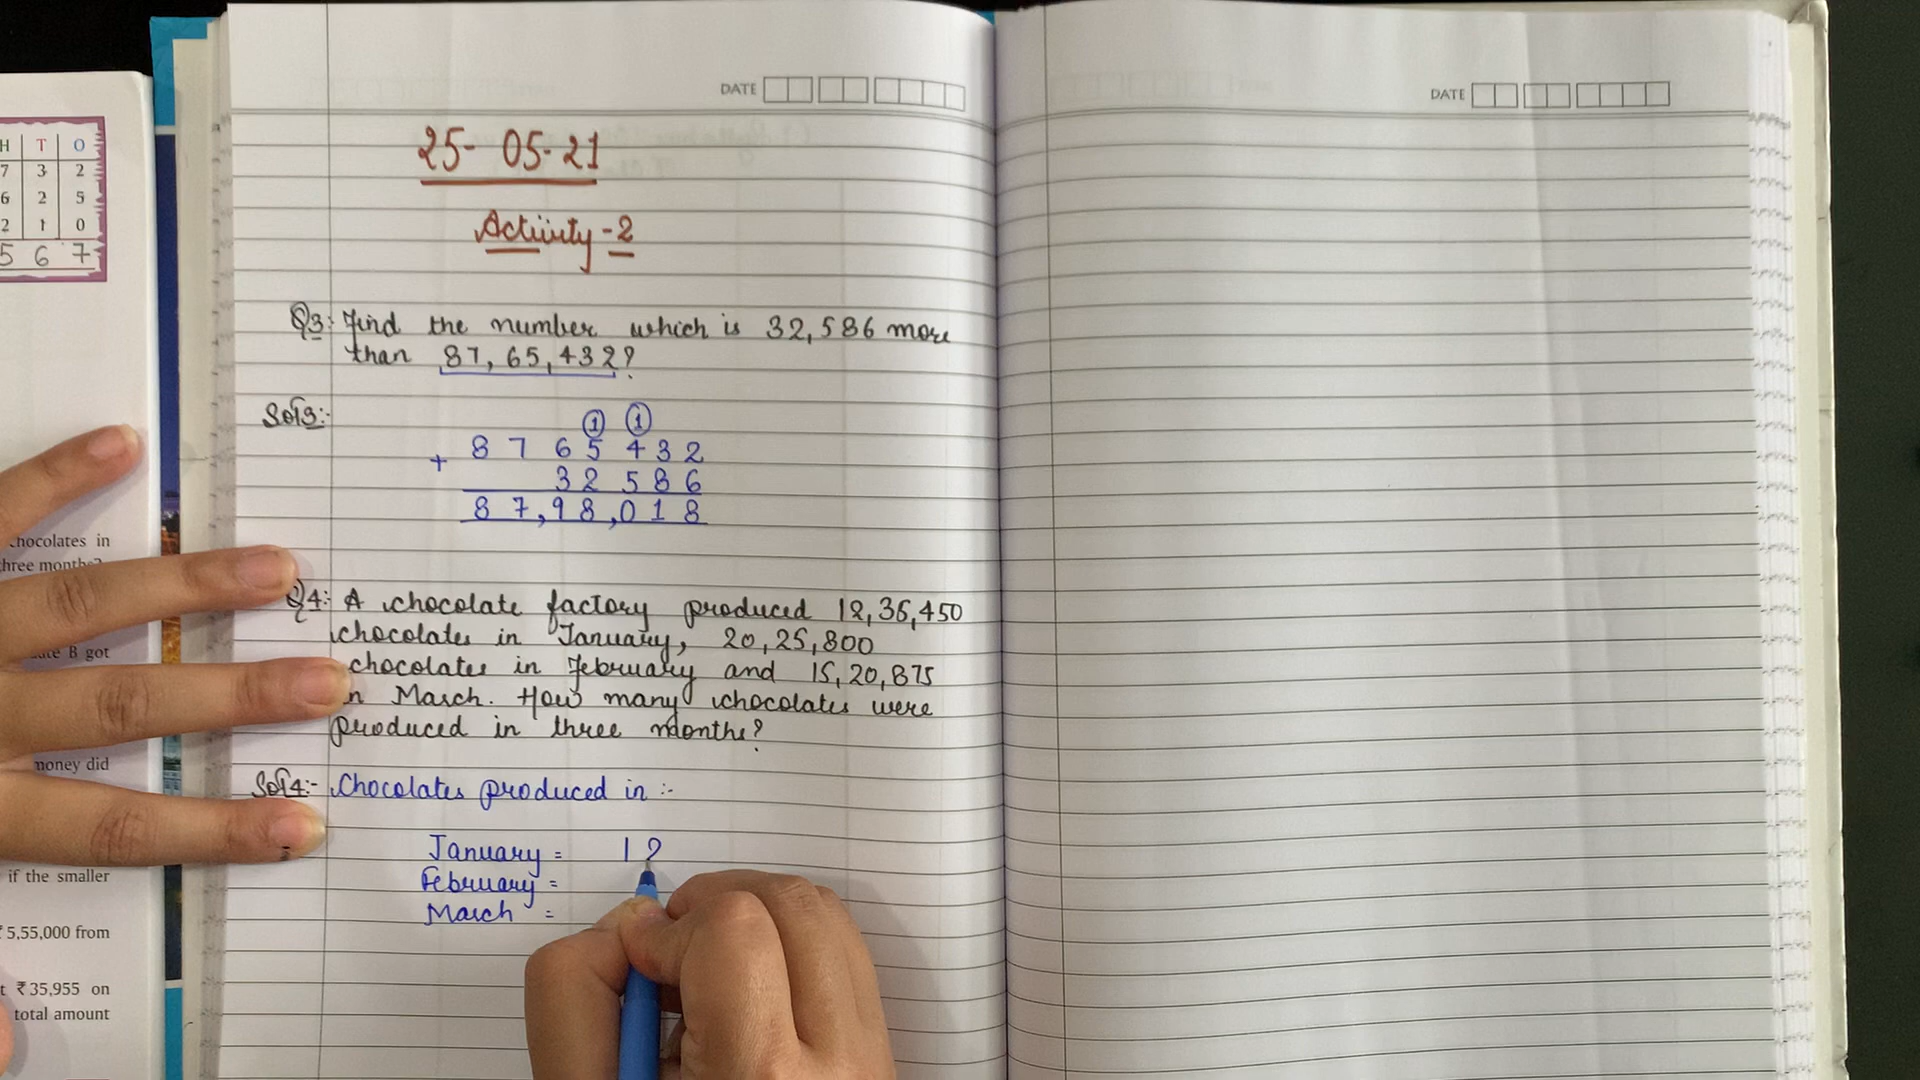 H T O
7 3 2
6 2 5
2 1 0
5 6 7
chocolates in
three months?
B got
money did
if the smaller
₹ 5,55,000 from
₹ 35,955 on
total amount
DATE
25-05-21
Activity-2
Q3: Find the number which is 32,586 more
than 87,65,432?
Sol3:-
1 1
8 7 6 5 4 3 2
+
3 2 5 8 6
8 7,9 8,0 1 8
Q4: A chocolate factory produced 12,36,450
chocolates in January, 20,25,800
chocolates in February and 15,20,875
in March. How many chocolates were
produced in three months?
Sol4:- Chocolates produced in :-
January = 1 2
February =
March =
DATE